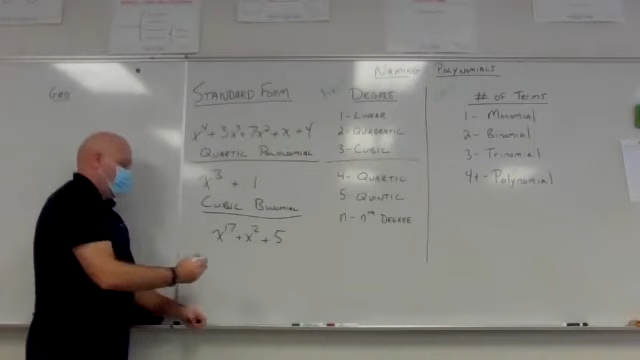 Naming Polynomials
Geo
Standard Form
x⁴ + 3x³ + 7x² + x + 4
Quartic Polynomial
x³ + 1
Cubic Binomial
x¹⁷ + x² + 5
Degree
1 - Linear
2 - Quadratic
3 - Cubic
4 - Quartic
5 Quintic
n - nᵗʰ Degree
# of Terms
1 - Monomial
2 - Binomial
3 - Trinomial
4+ - Polynomial